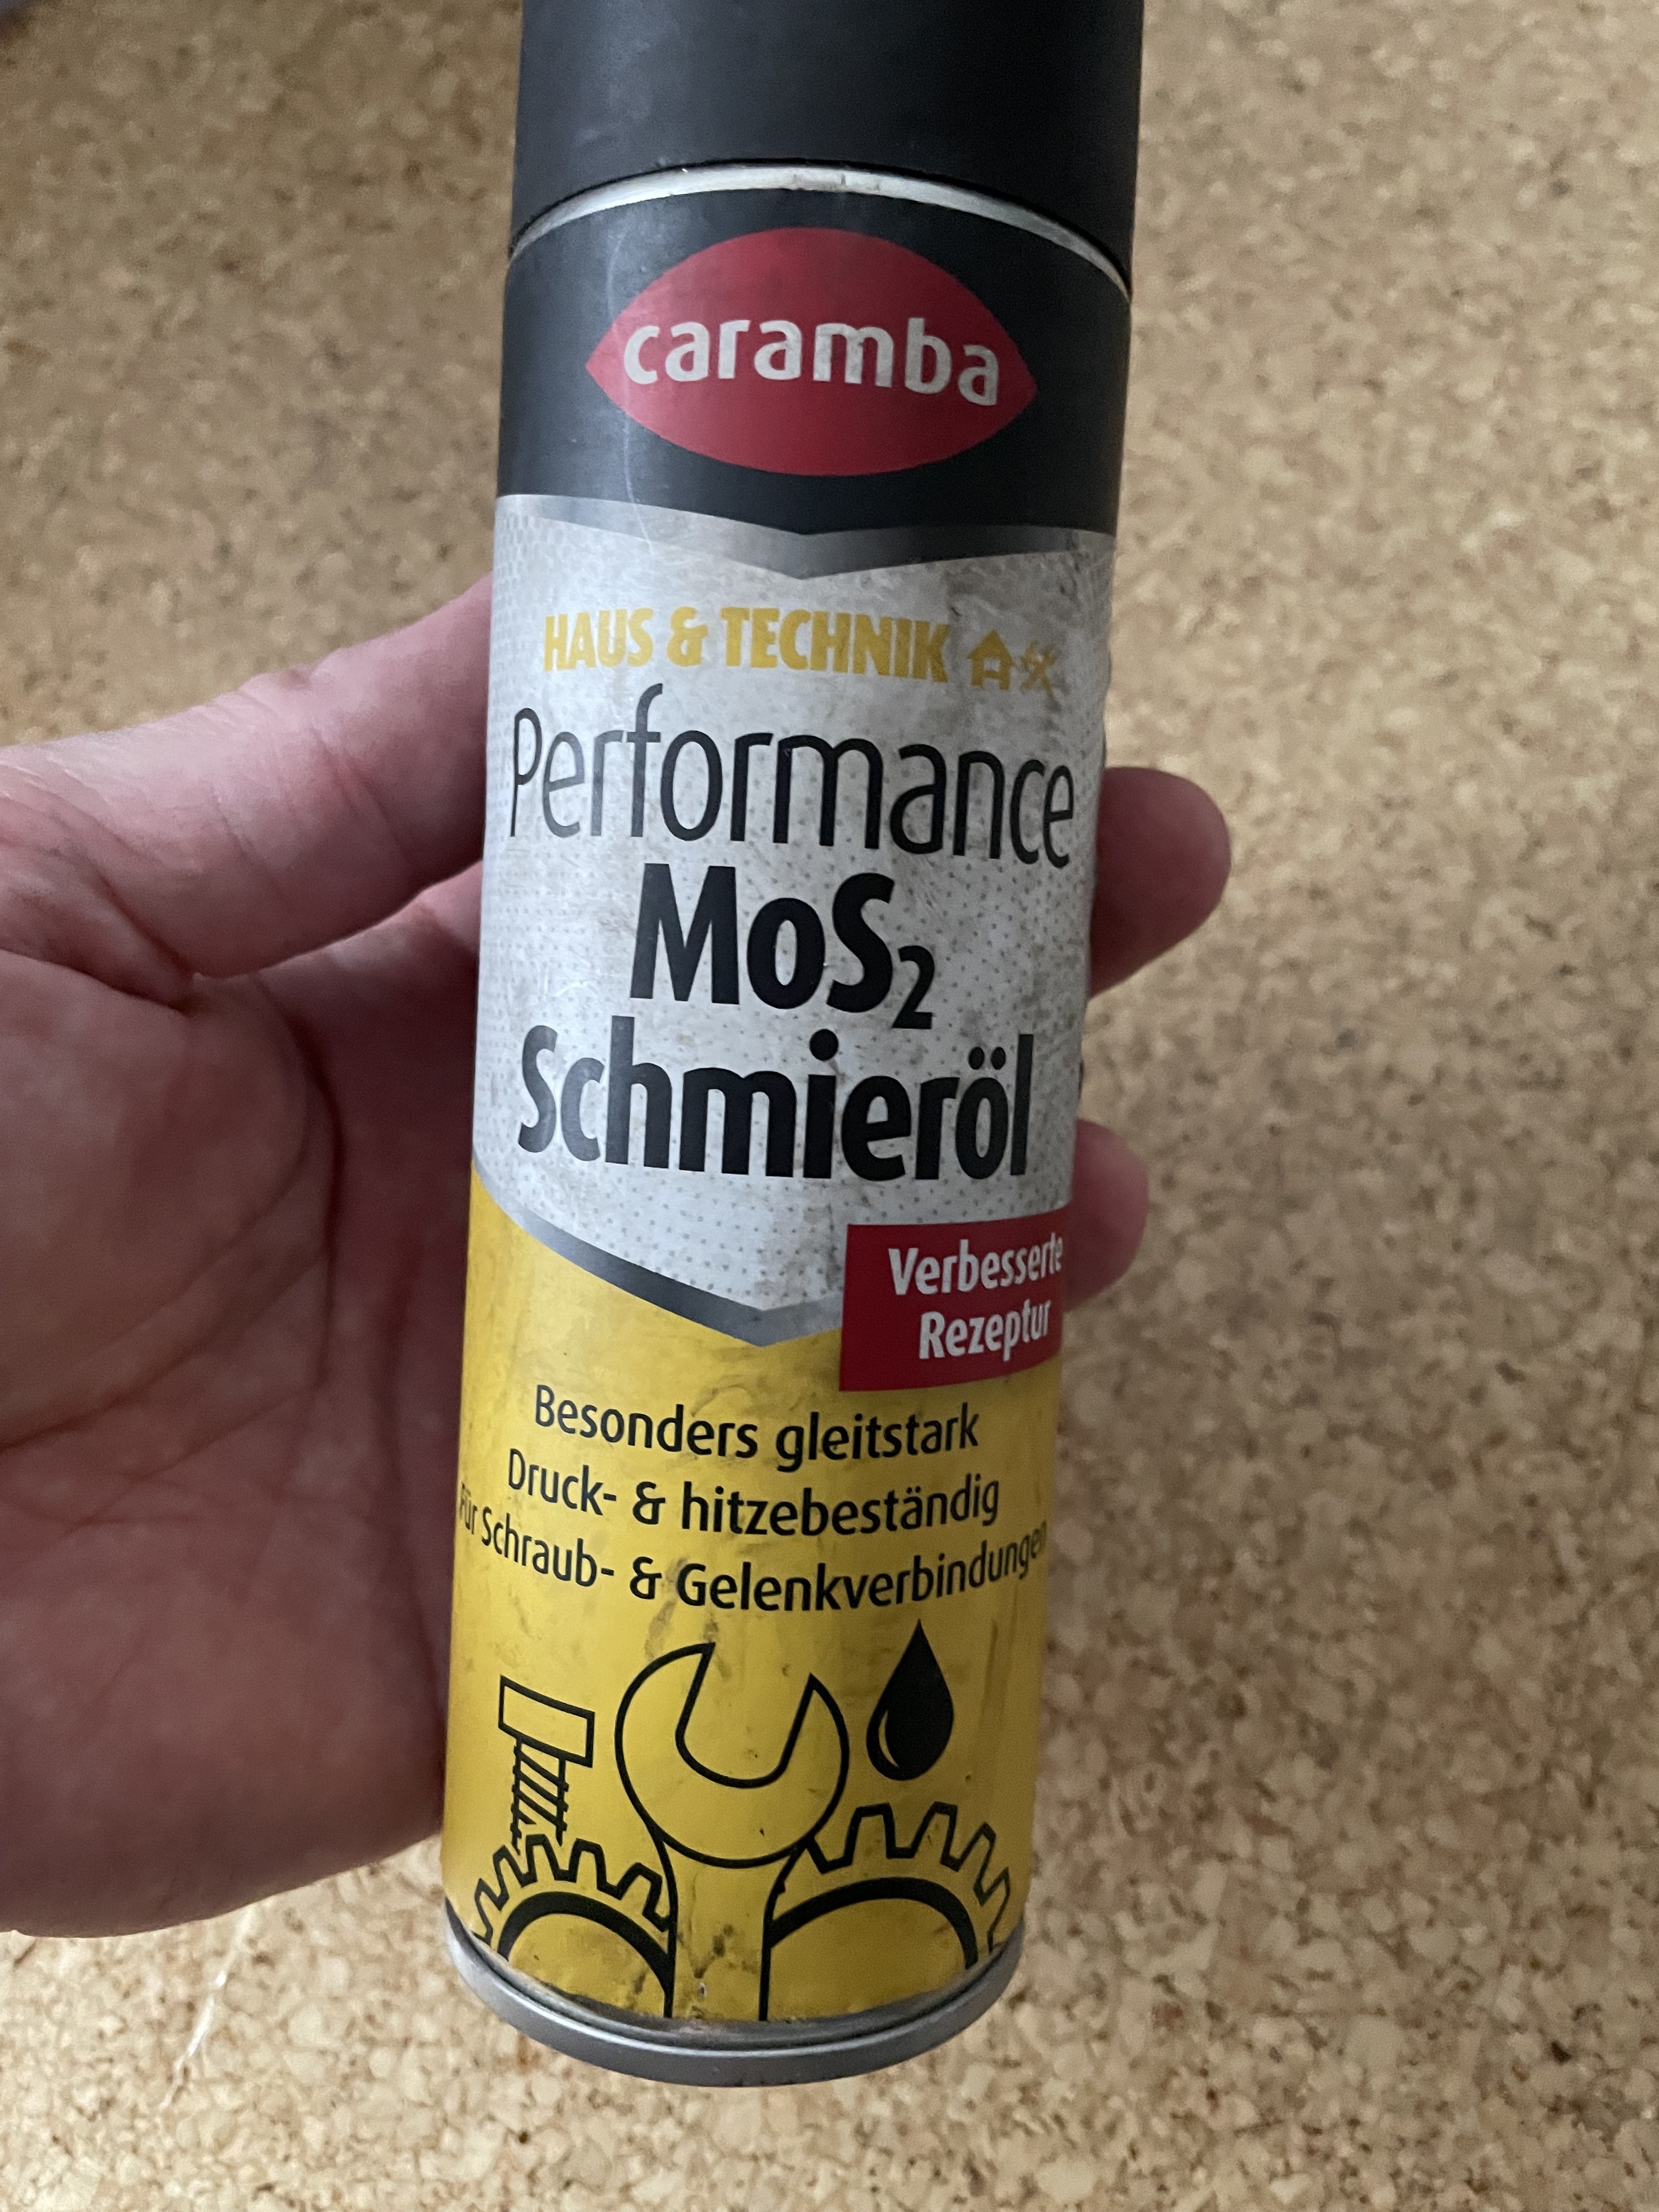 caramba
HAUS & TECHNIK
Performance
MoS₂
Schmieröl
Verbesserte
Rezeptur
Besonders gleitstark
Druck- & hitzebeständig
Für Schraub- & Gelenkverbindungen